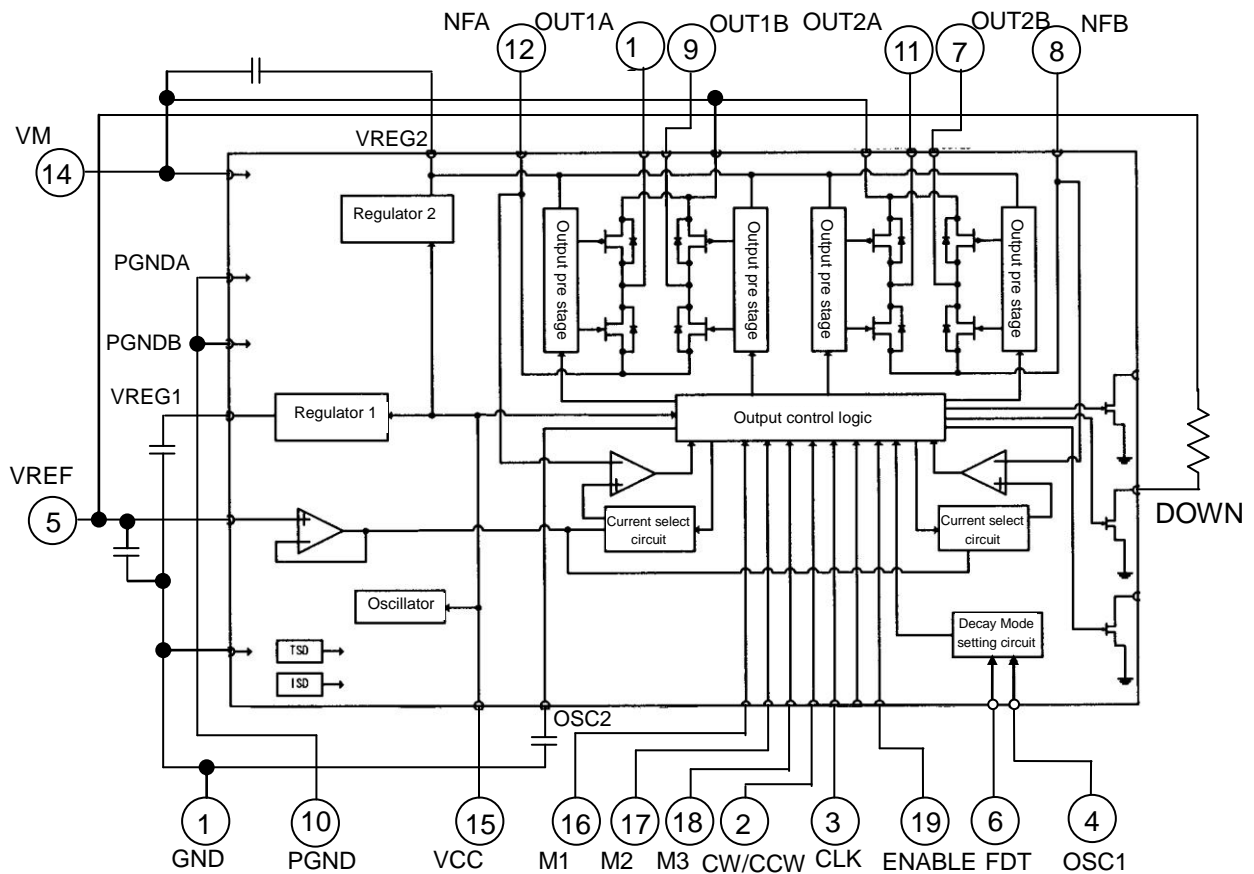 NFA OUT1A OUT1B OUT2A OUT2B NFB
12 1 9 11 7 8
VM
14
VREG2
Regulator 2
Output pre stage
Output pre stage
Output pre stage
Output pre stage
PGNDA
PGNDB
VREG1
Regulator 1
Output control logic
VREF
5
Current select
circuit
Current select
circuit
DOWN
Oscillator
Decay Mode
setting circuit
TSD
ISD
OSC2
1 10 15 16 17 18 2 3 19 6 4
GND PGND VCC M1 M2 M3 CW/CCW CLK ENABLE FDT OSC1